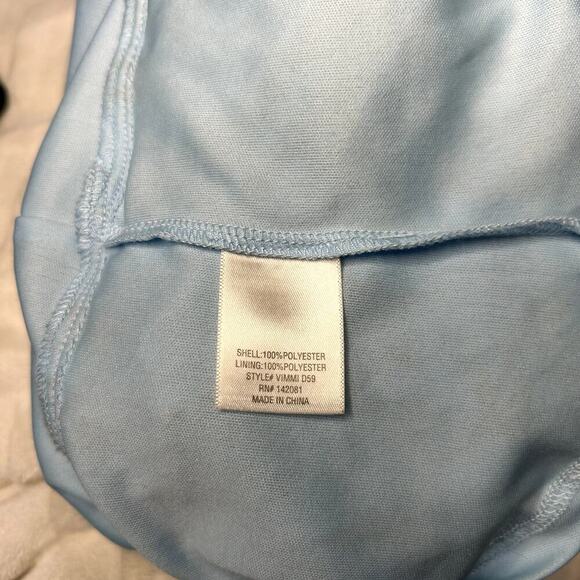 SHELL:100%POLYESTER
LINING:100%POLYESTER
STYLE# VIMMI D59
RN# 142081
MADE IN CHINA